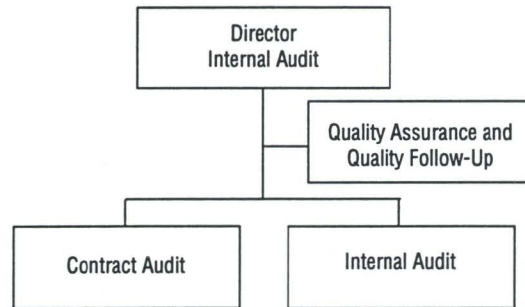 Director
Internal Audit
Quality Assurance and
Quality Follow-Up
Contract Audit
Internal Audit